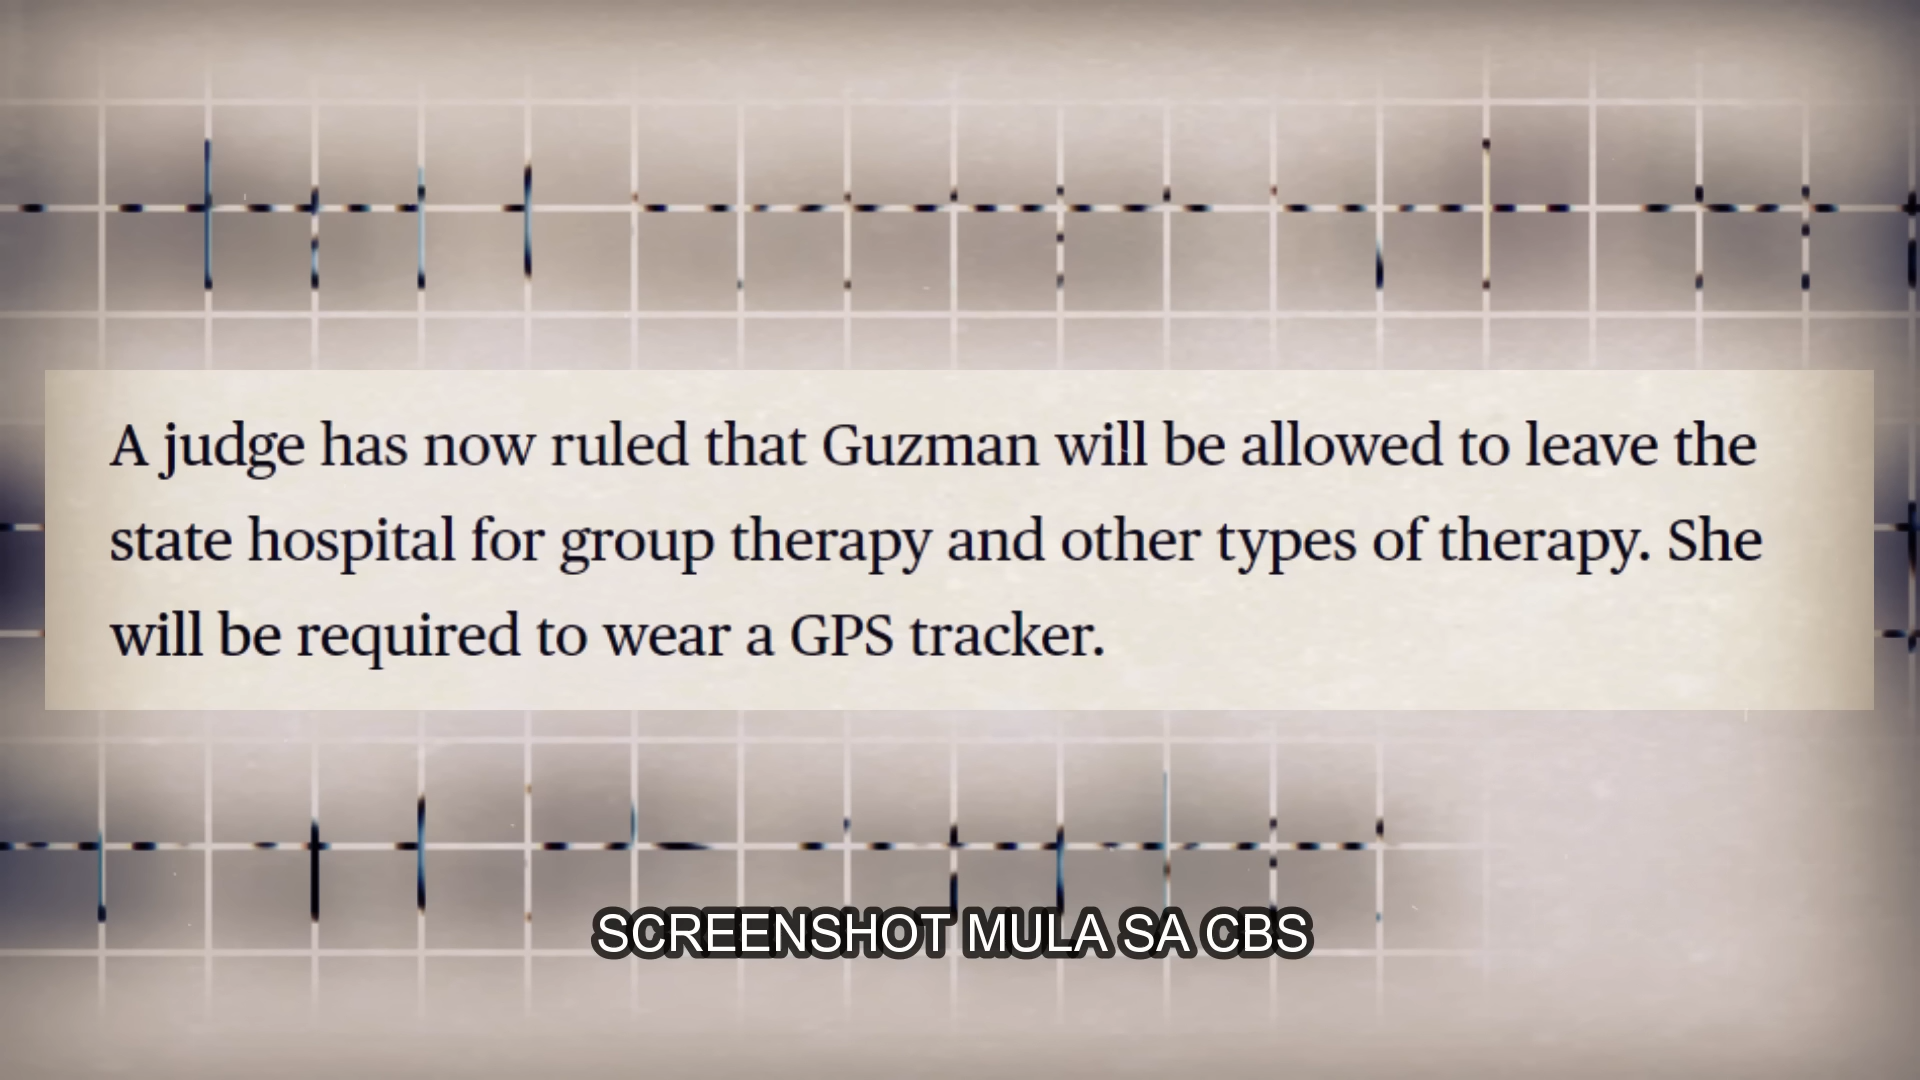 A judge has now ruled that Guzman will be allowed to leave the
state hospital for group therapy and other types of therapy. She
will be required to wear a GPS tracker.
SCREENSHOT MULA SA CBS